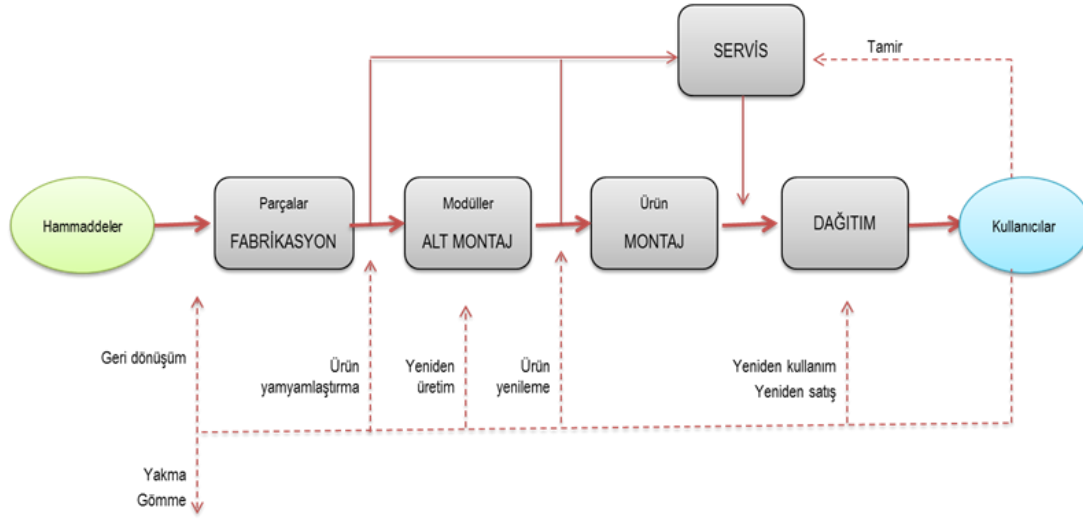 SERVİS
Tamir
Hammaddeler
Parçalar
FABRİKASYON
Modüller
ALT MONTAJ
Ürün
MONTAJ
DAĞITIM
Kullanıcılar
Geri dönüşüm
Ürün
yamyamlaştırma
Yeniden
üretim
Ürün
yenileme
Yeniden kullanım
Yeniden satış
Yakma
Gömme